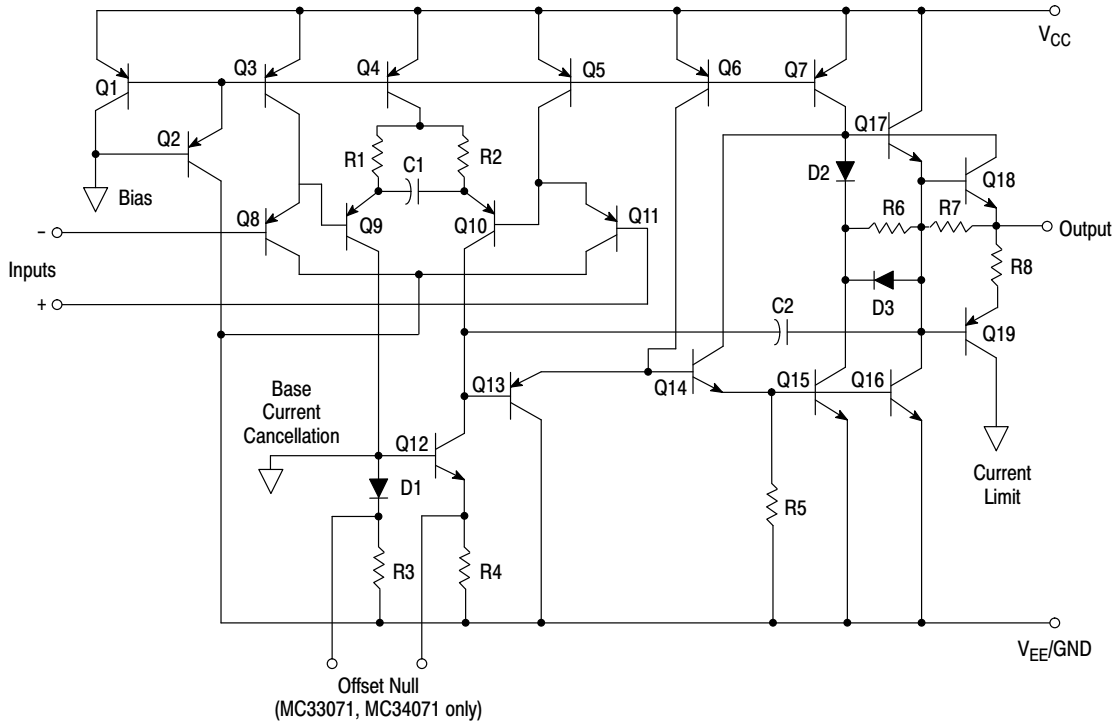 V_CC
Q1
Q3
Q4
Q5
Q6
Q7
Q2
Q17
R1
R2
C1
Bias
D2
Q18
Q8
Q9
Q10
Q11
R6
R7
−
Output
Inputs
R8
+
D3
C2
Q19
Q13
Q14
Q15
Q16
Base
Current
Cancellation
Q12
D1
Current
Limit
R5
R3
R4
V_EE/GND
Offset Null
(MC33071, MC34071 only)